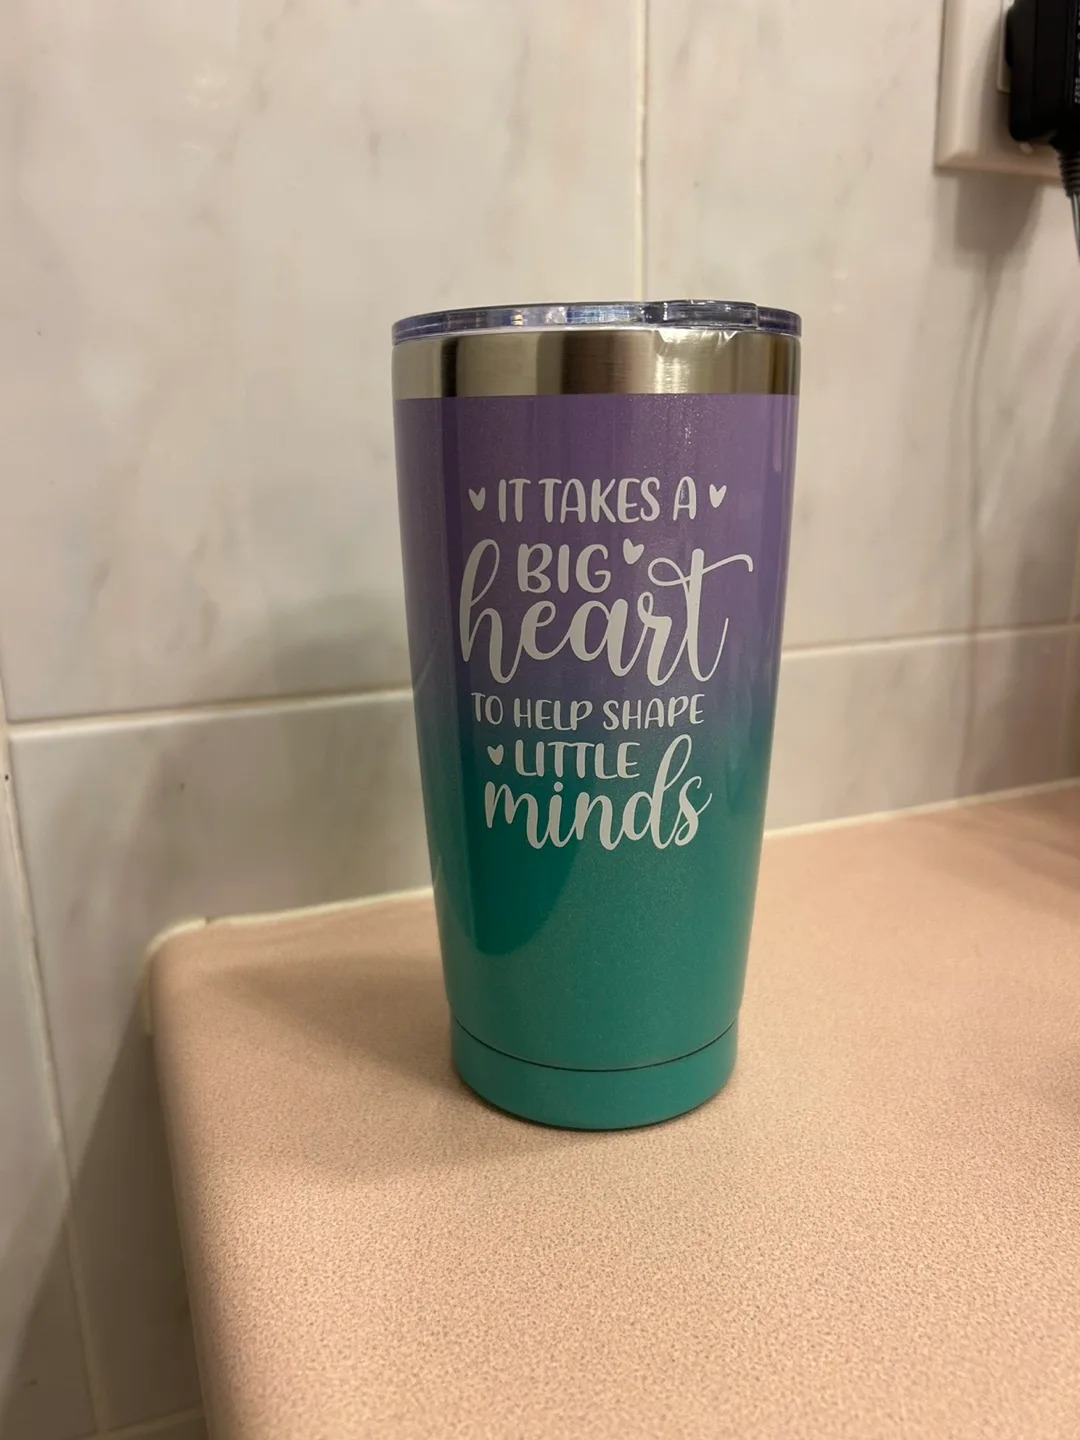 IT TAKES A
BIG
heart
TO HELP SHAPE
LITTLE
minds